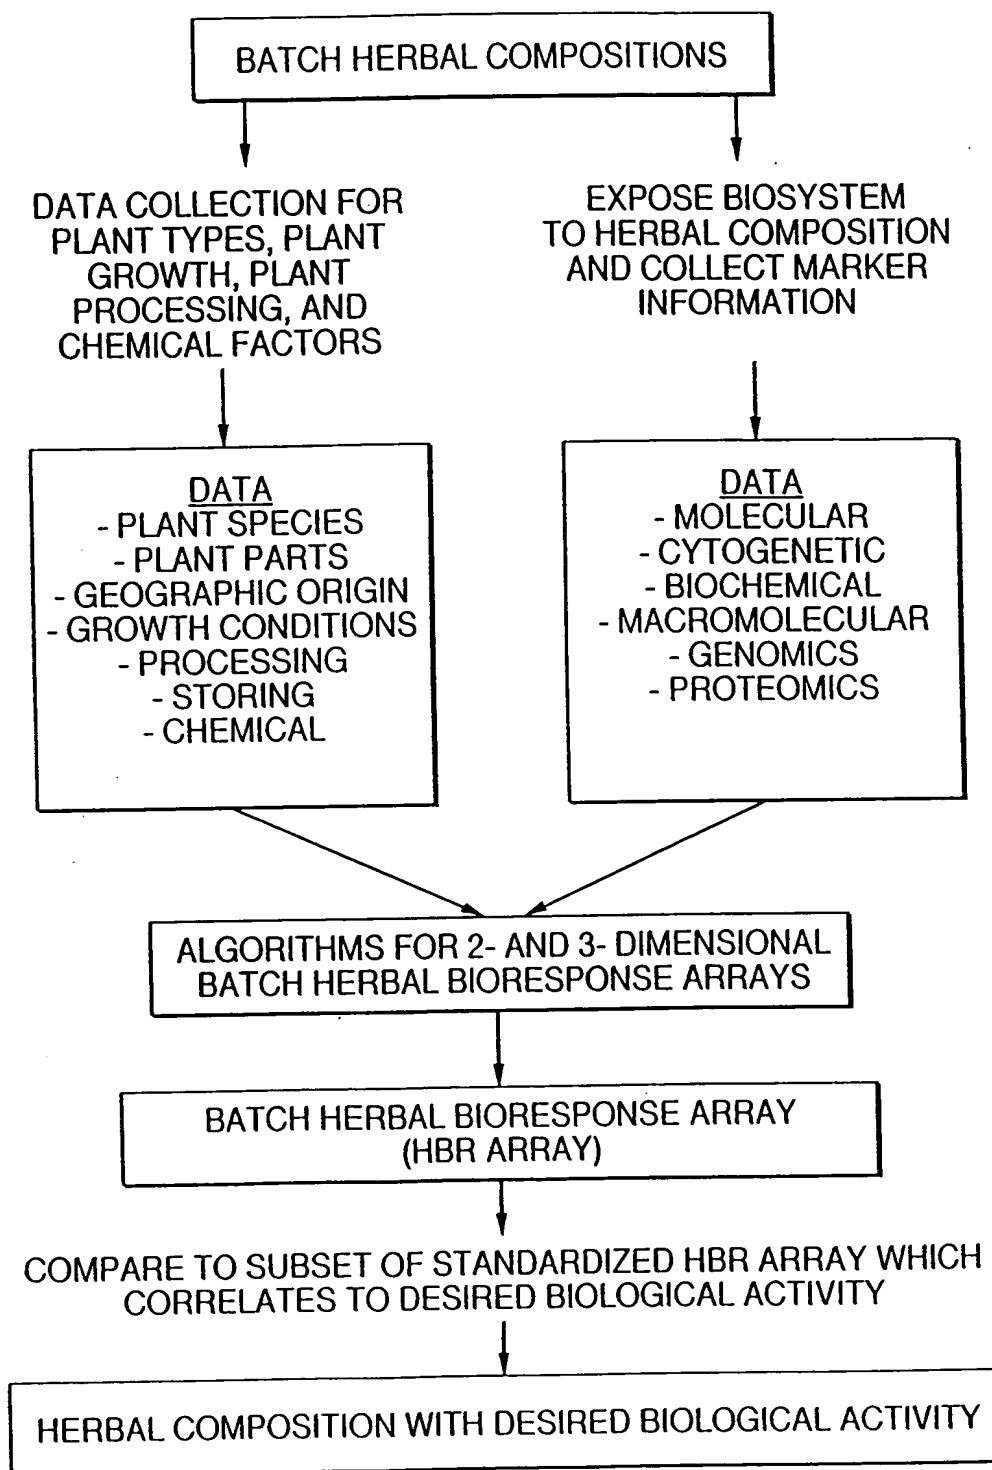 BATCH HERBAL COMPOSITIONS
DATA COLLECTION FOR
PLANT TYPES, PLANT
GROWTH, PLANT
PROCESSING, AND
CHEMICAL FACTORS
EXPOSE BIOSYSTEM
TO HERBAL COMPOSITION
AND COLLECT MARKER
INFORMATION
DATA
- PLANT SPECIES
- PLANT PARTS
- GEOGRAPHIC ORIGIN
- GROWTH CONDITIONS
- PROCESSING
- STORING
- CHEMICAL
DATA
- MOLECULAR
- CYTOGENETIC
- BIOCHEMICAL
- MACROMOLECULAR
- GENOMICS
- PROTEOMICS
ALGORITHMS FOR 2- AND 3- DIMENSIONAL
BATCH HERBAL BIORESPONSE ARRAYS
BATCH HERBAL BIORESPONSE ARRAY
(HBR ARRAY)
COMPARE TO SUBSET OF STANDARDIZED HBR ARRAY WHICH
CORRELATES TO DESIRED BIOLOGICAL ACTIVITY
HERBAL COMPOSITION WITH DESIRED BIOLOGICAL ACTIVITY